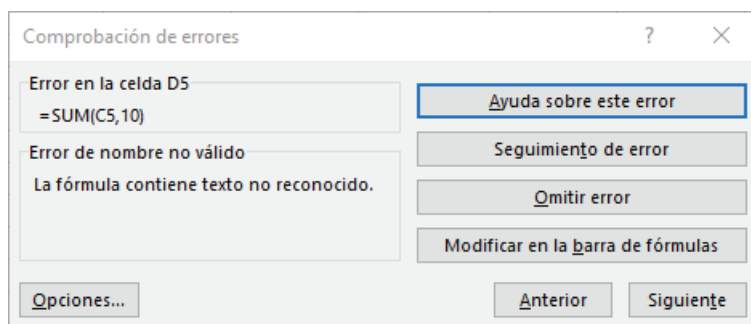 Comprobación de errores
Error en la celda D5
=SUM(C5,10)
Error de nombre no válido
La fórmula contiene texto no reconocido.
Ayuda sobre este error
Seguimiento de error
Omitir error
Modificar en la barra de fórmulas
Opciones...
Anterior
Siguiente